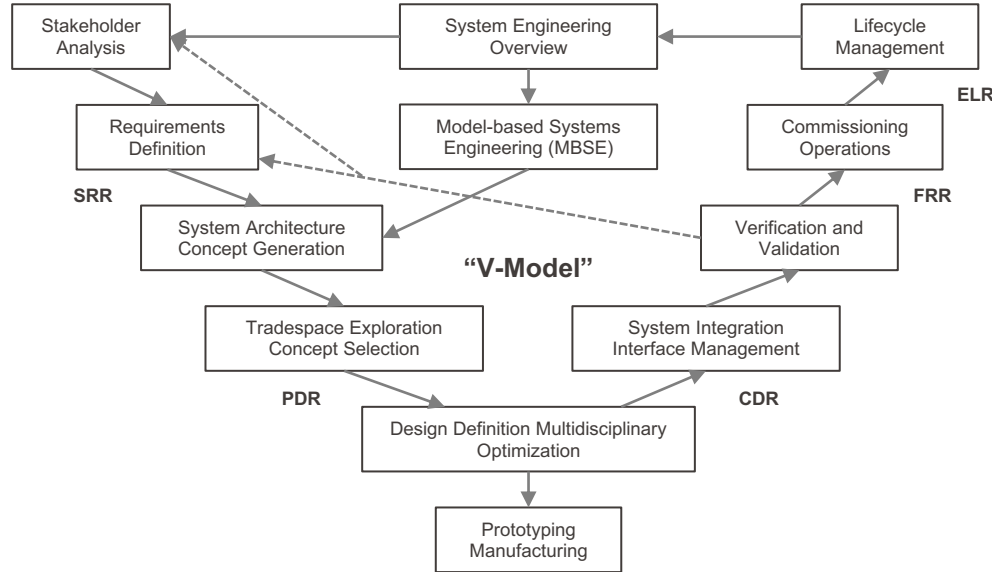 Stakeholder
Analysis
System Engineering
Overview
Lifecycle
Management
ELR
Requirements
Definition
Model-based Systems
Engineering (MBSE)
Commissioning
Operations
SRR
FRR
System Architecture
Concept Generation
Verification and
Validation
“V-Model”
Tradespace Exploration
Concept Selection
System Integration
Interface Management
PDR
CDR
Design Definition Multidisciplinary
Optimization
Prototyping
Manufacturing